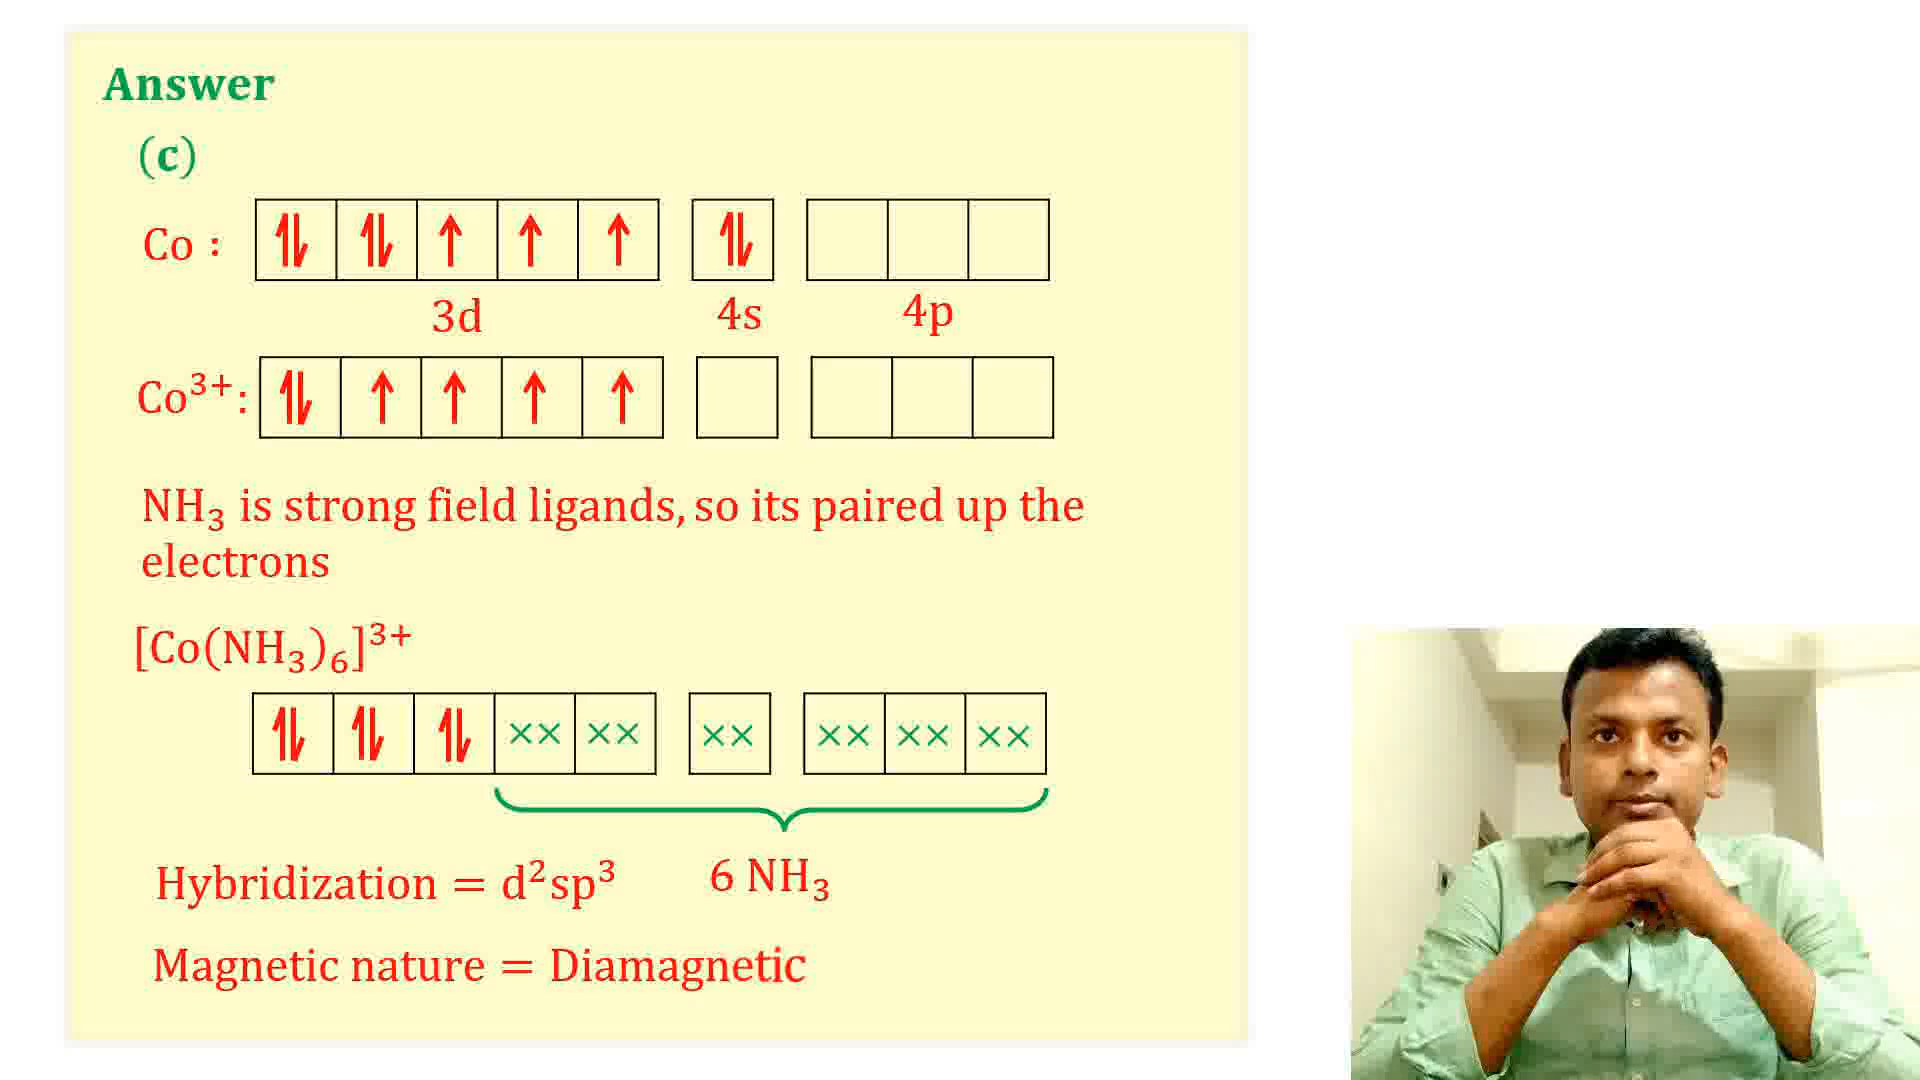 Answer
(c)
Co :
3d 4s 4p
Co³⁺:
NH₃ is strong field ligands, so its paired up the
electrons
[Co(NH₃)₆]³⁺
×× ×× ×× ×× ×× ××
Hybridization = d²sp³ 6 NH₃
Magnetic nature = Diamagnetic